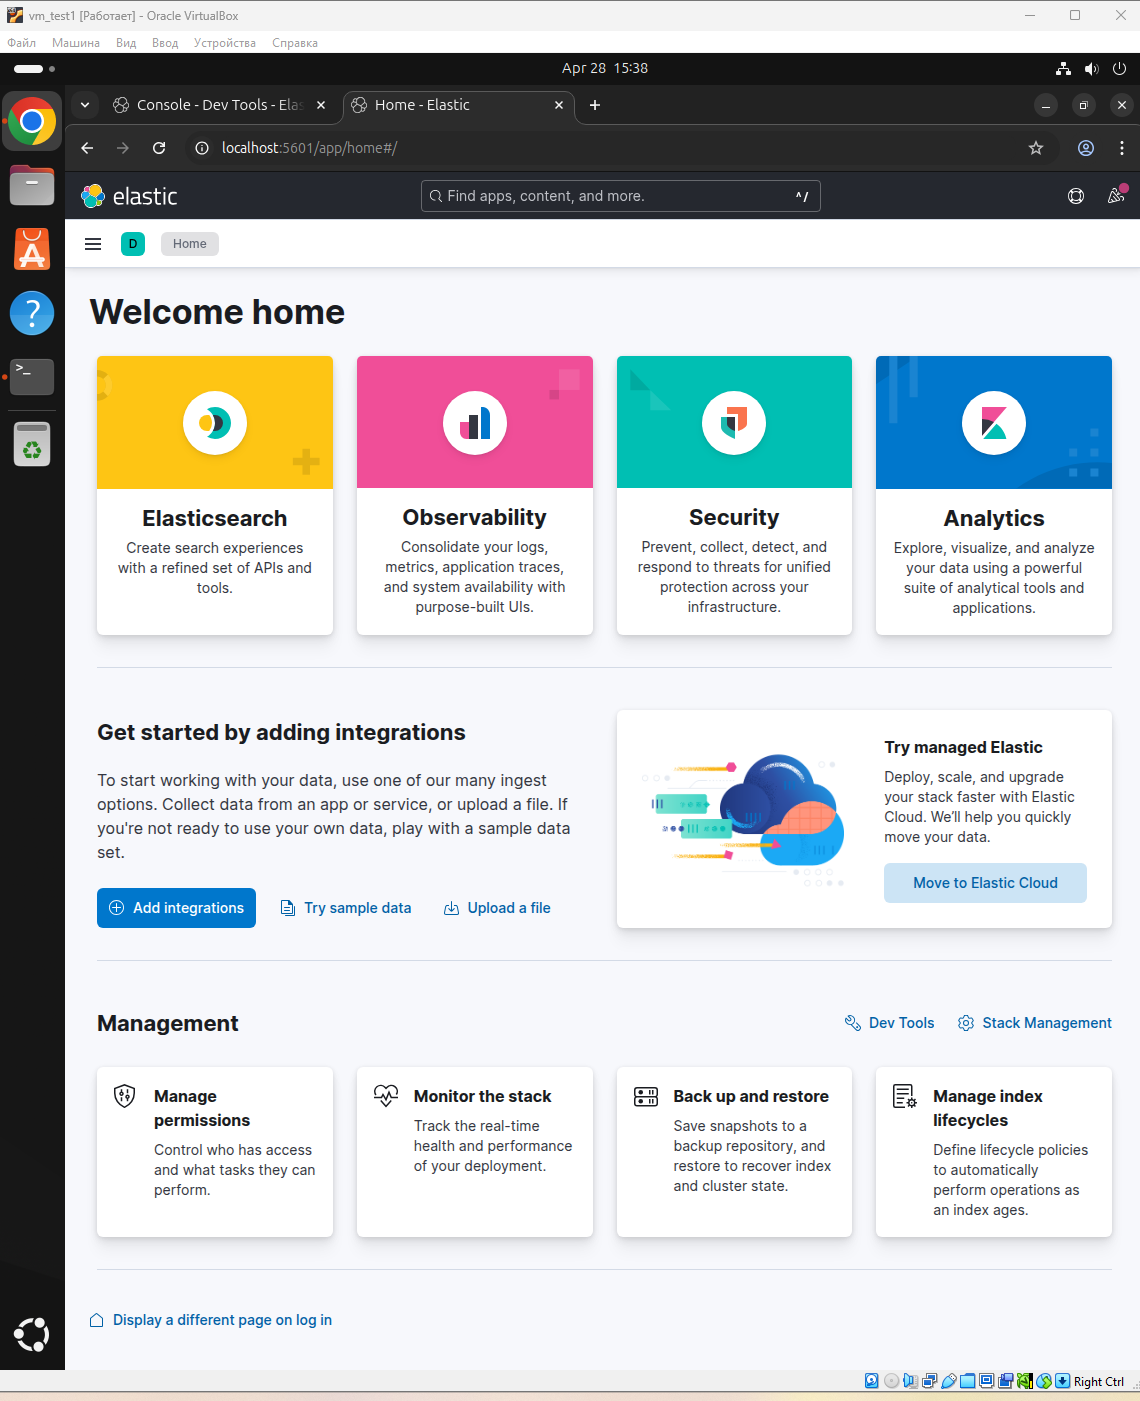 vm_test1 [Работает] - Oracle VirtualBox
Файл Машина Вид Ввод Устройства Справка
Apr 28 15:38
Console - Dev Tools - Elas
Home - Elastic
localhost:5601/app/home#/
elastic
Find apps, content, and more. ^/
D Home
Welcome home
Elasticsearch
Create search experiences
with a refined set of APIs and
tools.
Observability
Consolidate your logs,
metrics, application traces,
and system availability with
purpose-built UIs.
Security
Prevent, collect, detect, and
respond to threats for unified
protection across your
infrastructure.
Analytics
Explore, visualize, and analyze
your data using a powerful
suite of analytical tools and
applications.
Get started by adding integrations
To start working with your data, use one of our many ingest
options. Collect data from an app or service, or upload a file. If
you're not ready to use your own data, play with a sample data
set.
Add integrations Try sample data Upload a file
Try managed Elastic
Deploy, scale, and upgrade
your stack faster with Elastic
Cloud. We’ll help you quickly
move your data.
Move to Elastic Cloud
Management
Dev Tools Stack Management
Manage
permissions
Control who has access
and what tasks they can
perform.
Monitor the stack
Track the real-time
health and performance
of your deployment.
Back up and restore
Save snapshots to a
backup repository, and
restore to recover index
and cluster state.
Manage index
lifecycles
Define lifecycle policies
to automatically
perform operations as
an index ages.
Display a different page on log in
Right Ctrl